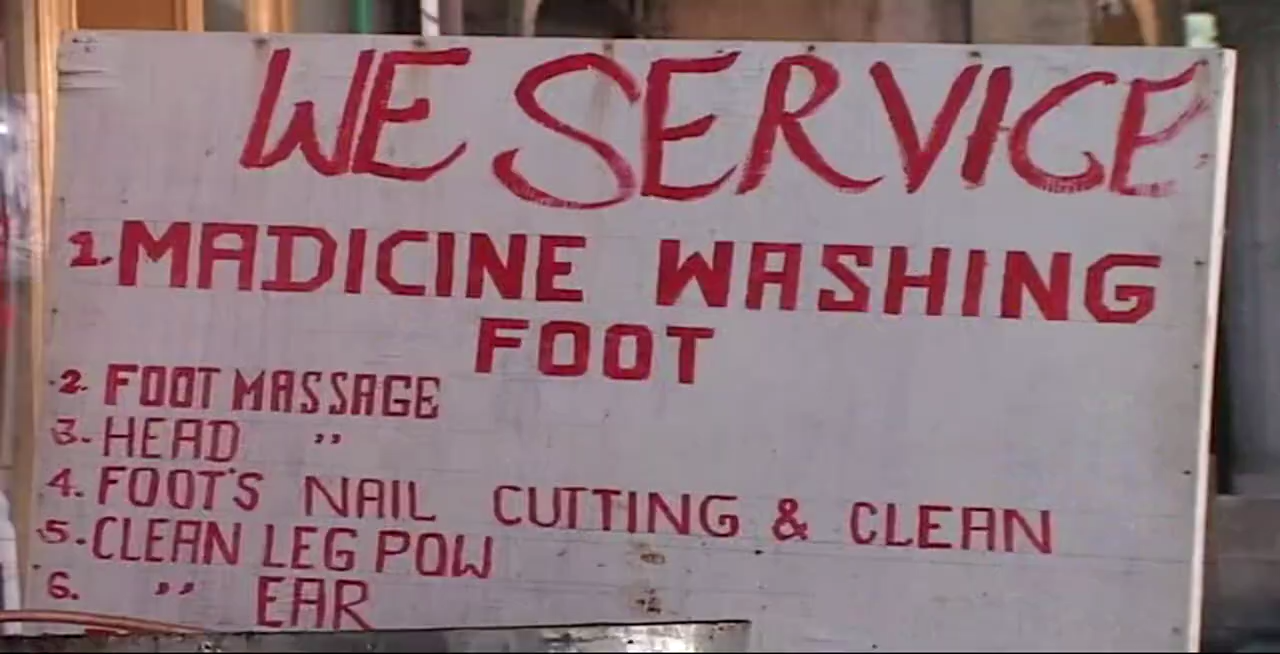 WE SERVICE
1. MADICINE WASHING
FOOT
2. FOOT MASSAGE
3. HEAD ”
4. FOOT'S NAIL CUTTING & CLEAN
5. CLEAN LEG POW
6. ” EAR